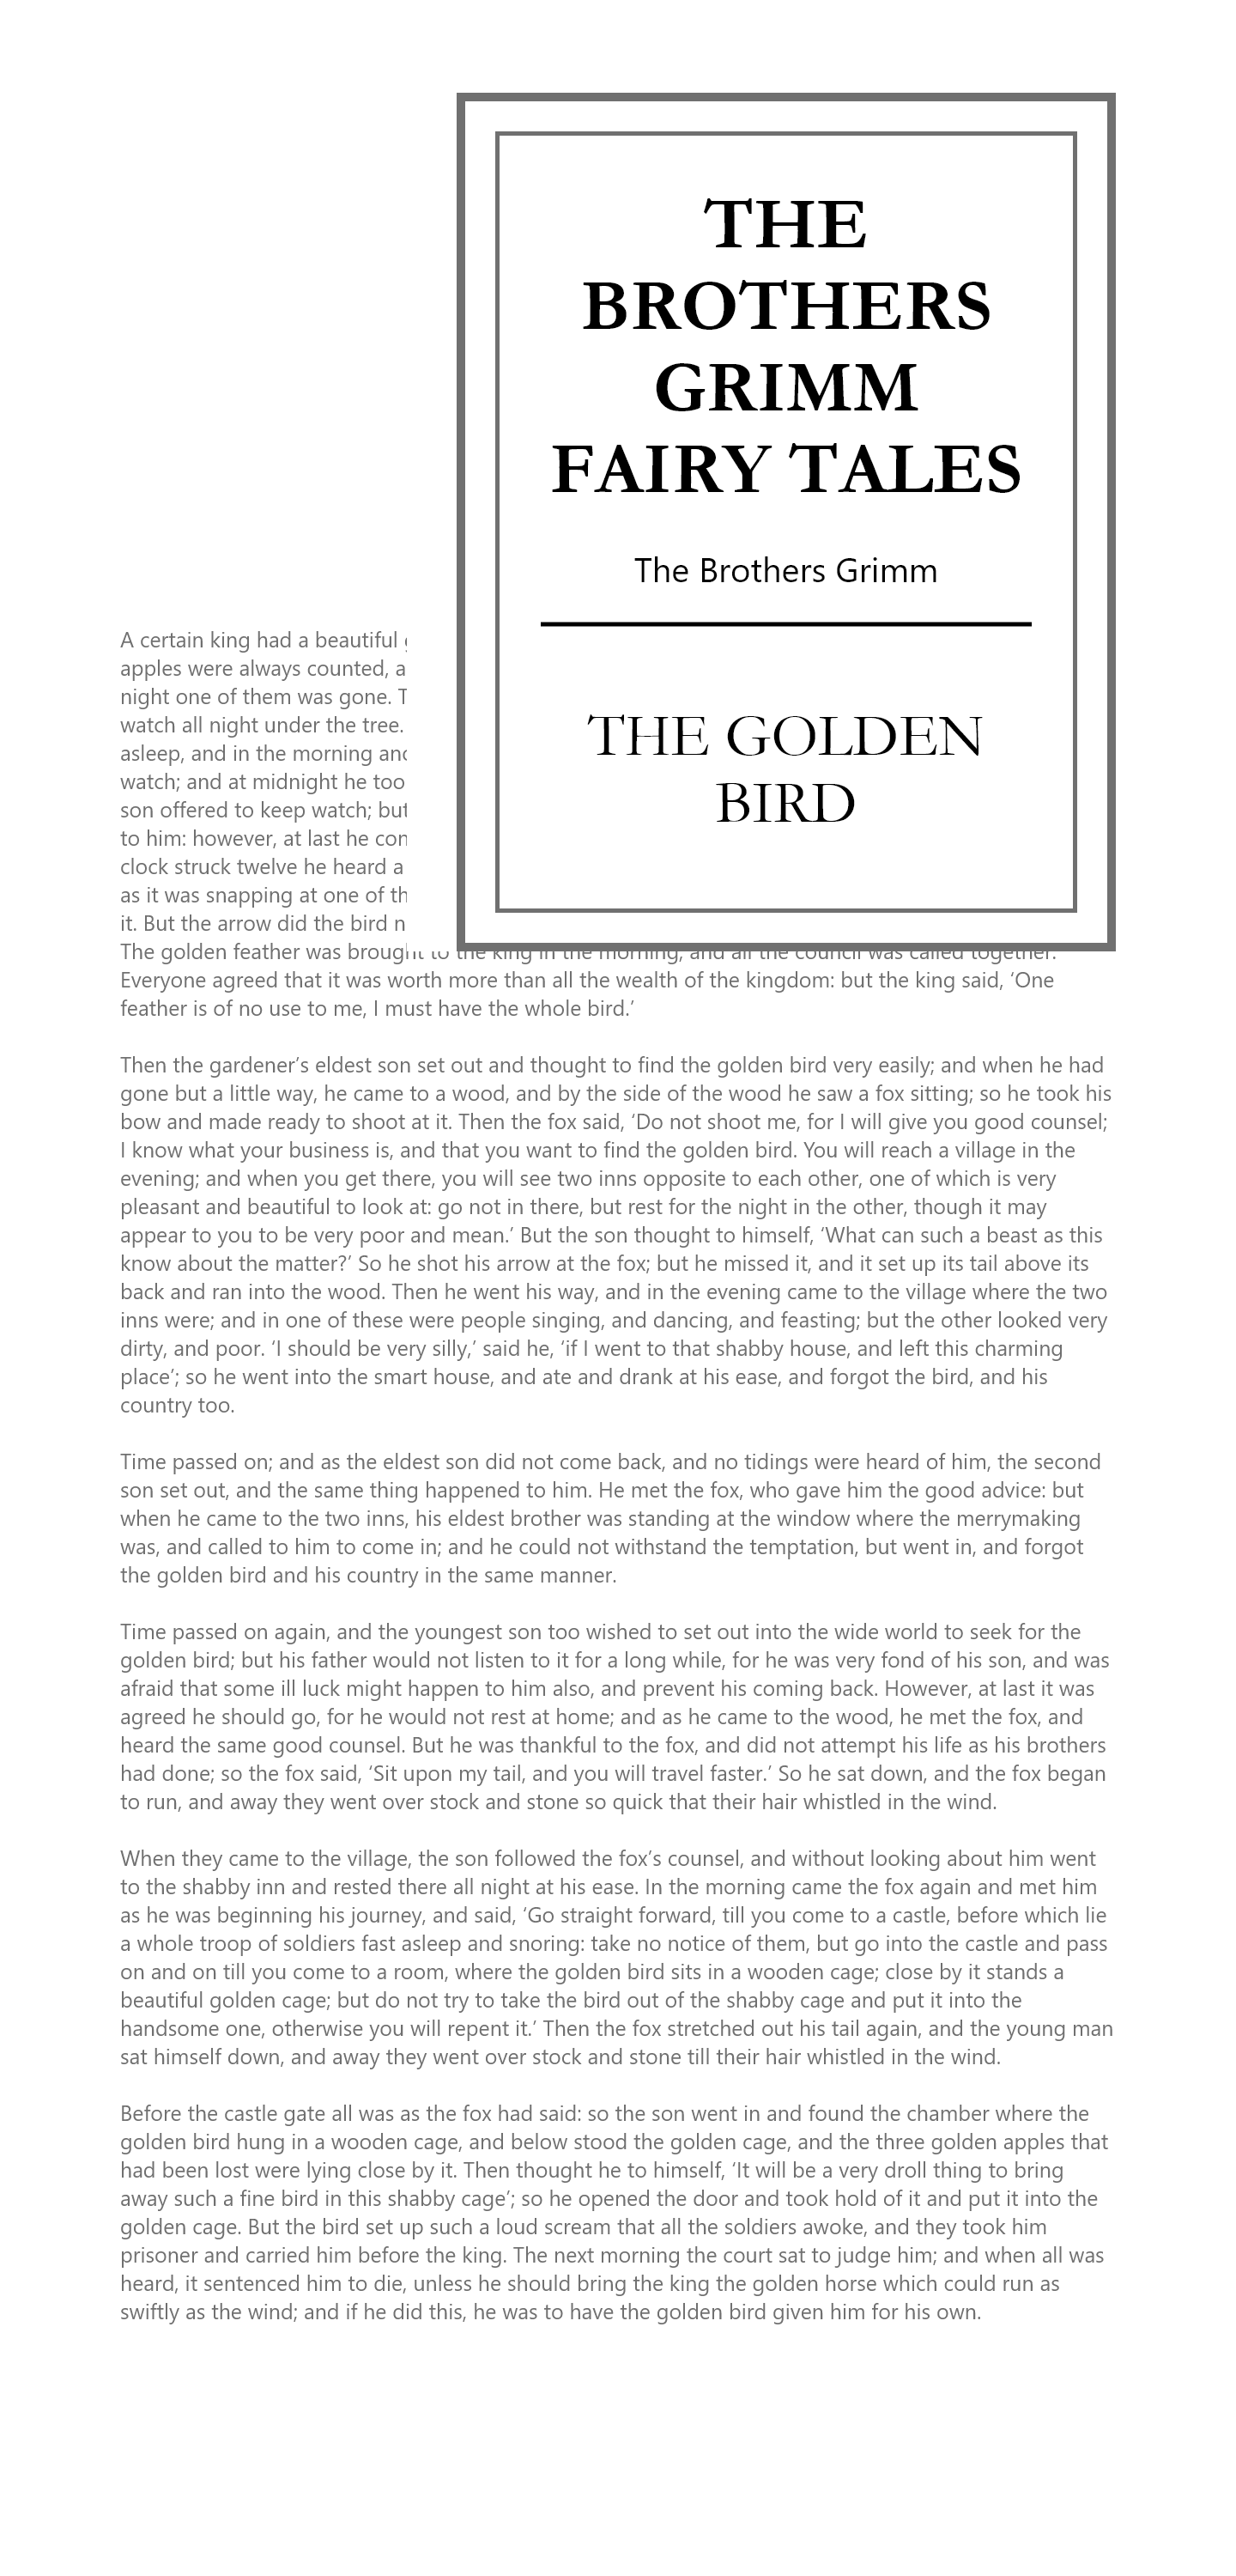 THE
BROTHERS
GRIMM
FAIRY TALES
The Brothers Grimm
THE GOLDEN
BIRD
A certain king had a beautiful
apples were always counted, a
night one of them was gone. T
watch all night under the tree.
asleep, and in the morning
watch; and at midnight he too
son offered to keep watch; but
to him: however, at last he con
clock struck twelve he heard a
as it was snapping at one of th
it. But the arrow did the bird n
The golden feather was brought to the king in the morning, and all the council was called together.
Everyone agreed that it was worth more than all the wealth of the kingdom: but the king said, ‘One
feather is of no use to me, I must have the whole bird.’
Then the gardener’s eldest son set out and thought to find the golden bird very easily; and when he had
gone but a little way, he came to a wood, and by the side of the wood he saw a fox sitting; so he took his
bow and made ready to shoot at it. Then the fox said, ‘Do not shoot me, for I will give you good counsel;
I know what your business is, and that you want to find the golden bird. You will reach a village in the
evening; and when you get there, you will see two inns opposite to each other, one of which is very
pleasant and beautiful to look at: go not in there, but rest for the night in the other, though it may
appear to you to be very poor and mean.’ But the son thought to himself, ‘What can such a beast as this
know about the matter?’ So he shot his arrow at the fox; but he missed it, and it set up its tail above its
back and ran into the wood. Then he went his way, and in the evening came to the village where the two
inns were; and in one of these were people singing, and dancing, and feasting; but the other looked very
dirty, and poor. ‘I should be very silly,’ said he, ‘if I went to that shabby house, and left this charming
place’; so he went into the smart house, and ate and drank at his ease, and forgot the bird, and his
country too.
Time passed on; and as the eldest son did not come back, and no tidings were heard of him, the second
son set out, and the same thing happened to him. He met the fox, who gave him the good advice: but
when he came to the two inns, his eldest brother was standing at the window where the merrymaking
was, and called to him to come in; and he could not withstand the temptation, but went in, and forgot
the golden bird and his country in the same manner.
Time passed on again, and the youngest son too wished to set out into the wide world to seek for the
golden bird; but his father would not listen to it for a long while, for he was very fond of his son, and was
afraid that some ill luck might happen to him also, and prevent his coming back. However, at last it was
agreed he should go, for he would not rest at home; and as he came to the wood, he met the fox, and
heard the same good counsel. But he was thankful to the fox, and did not attempt his life as his brothers
had done; so the fox said, ‘Sit upon my tail, and you will travel faster.’ So he sat down, and the fox began
to run, and away they went over stock and stone so quick that their hair whistled in the wind.
When they came to the village, the son followed the fox’s counsel, and without looking about him went
to the shabby inn and rested there all night at his ease. In the morning came the fox again and met him
as he was beginning his journey, and said, ‘Go straight forward, till you come to a castle, before which lie
a whole troop of soldiers fast asleep and snoring: take no notice of them, but go into the castle and pass
on and on till you come to a room, where the golden bird sits in a wooden cage; close by it stands a
beautiful golden cage; but do not try to take the bird out of the shabby cage and put it into the
handsome one, otherwise you will repent it.’ Then the fox stretched out his tail again, and the young man
sat himself down, and away they went over stock and stone till their hair whistled in the wind.
Before the castle gate all was as the fox had said: so the son went in and found the chamber where the
golden bird hung in a wooden cage, and below stood the golden cage, and the three golden apples that
had been lost were lying close by it. Then thought he to himself, ‘It will be a very droll thing to bring
away such a fine bird in this shabby cage’; so he opened the door and took hold of it and put it into the
golden cage. But the bird set up such a loud scream that all the soldiers awoke, and they took him
prisoner and carried him before the king. The next morning the court sat to judge him; and when all was
heard, it sentenced him to die, unless he should bring the king the golden horse which could run as
swiftly as the wind; and if he did this, he was to have the golden bird given him for his own.